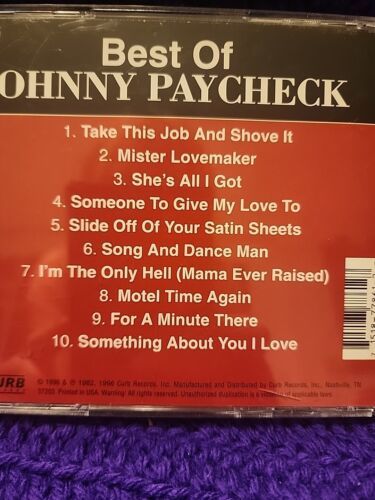 Best Of
OHNNY PAYCHECK
1. Take This Job And Shove It
2. Mister Lovemaker
3. She's All I Got
4. Someone To Give My Love To
5. Slide Off Of Your Satin Sheets
6. Song And Dance Man
7. I'm The Only Hell (Mama Ever Raised)
8. Motel Time Again
9. For A Minute There
10. Something About You I Love
URB
© 1996 & ℗ 1982, 1996 Curb Records, Inc. Manufactured and Distributed by Curb Records, Inc., Nashville, TN
Printed in USA. Warning! All rights reserved. Unauthorized duplication is a violation of applicable laws.